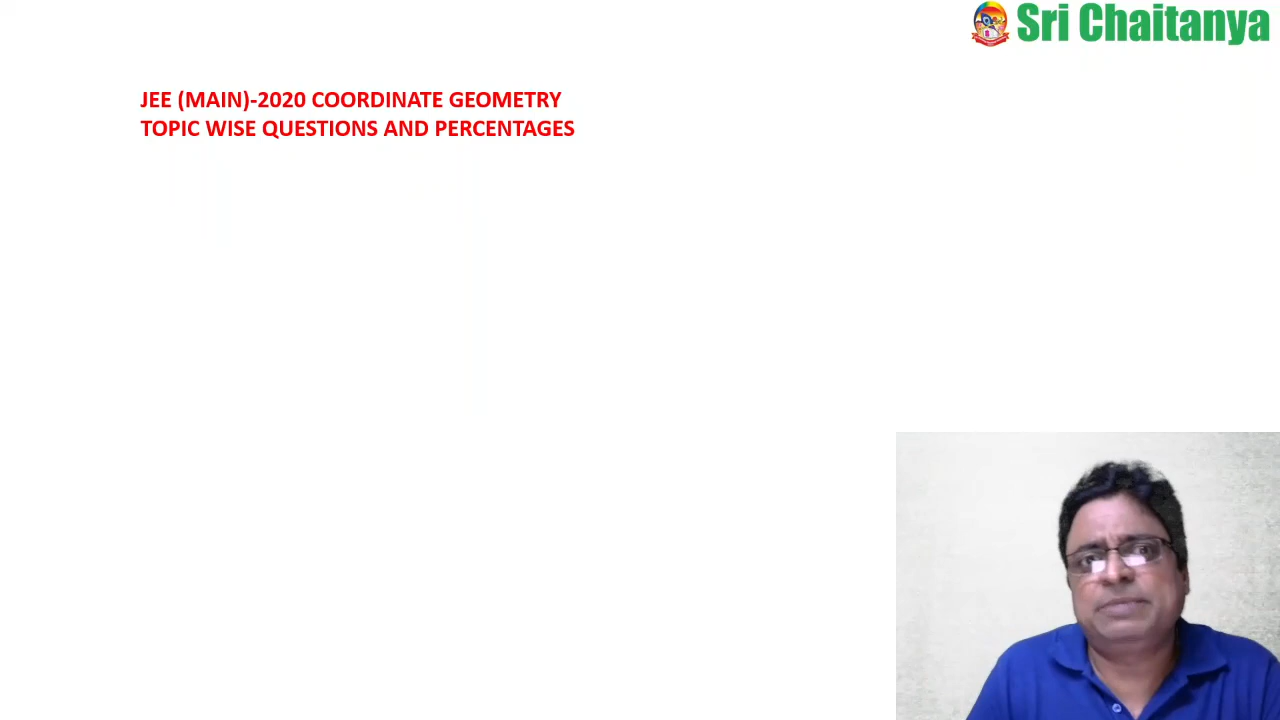 Sri Chaitanya
JEE (MAIN)-2020 COORDINATE GEOMETRY
TOPIC WISE QUESTIONS AND PERCENTAGES